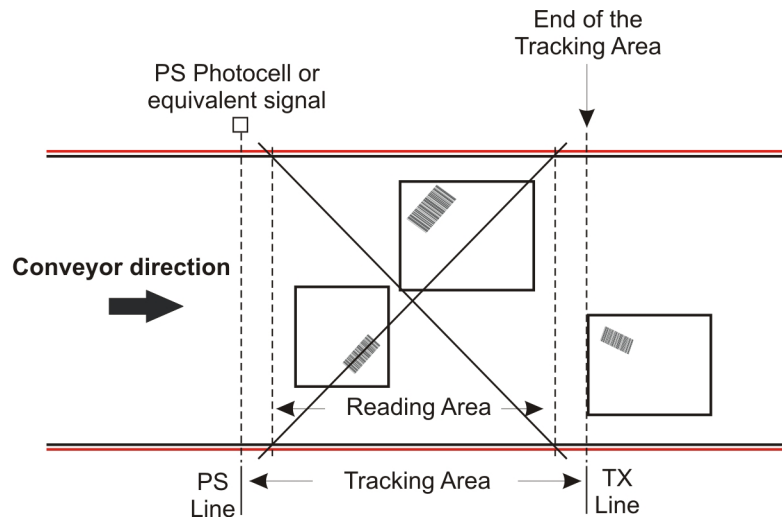 End of the
Tracking Area
PS Photocell or
equivalent signal
Conveyor direction
Reading Area
PS
Line
Tracking Area
TX
Line